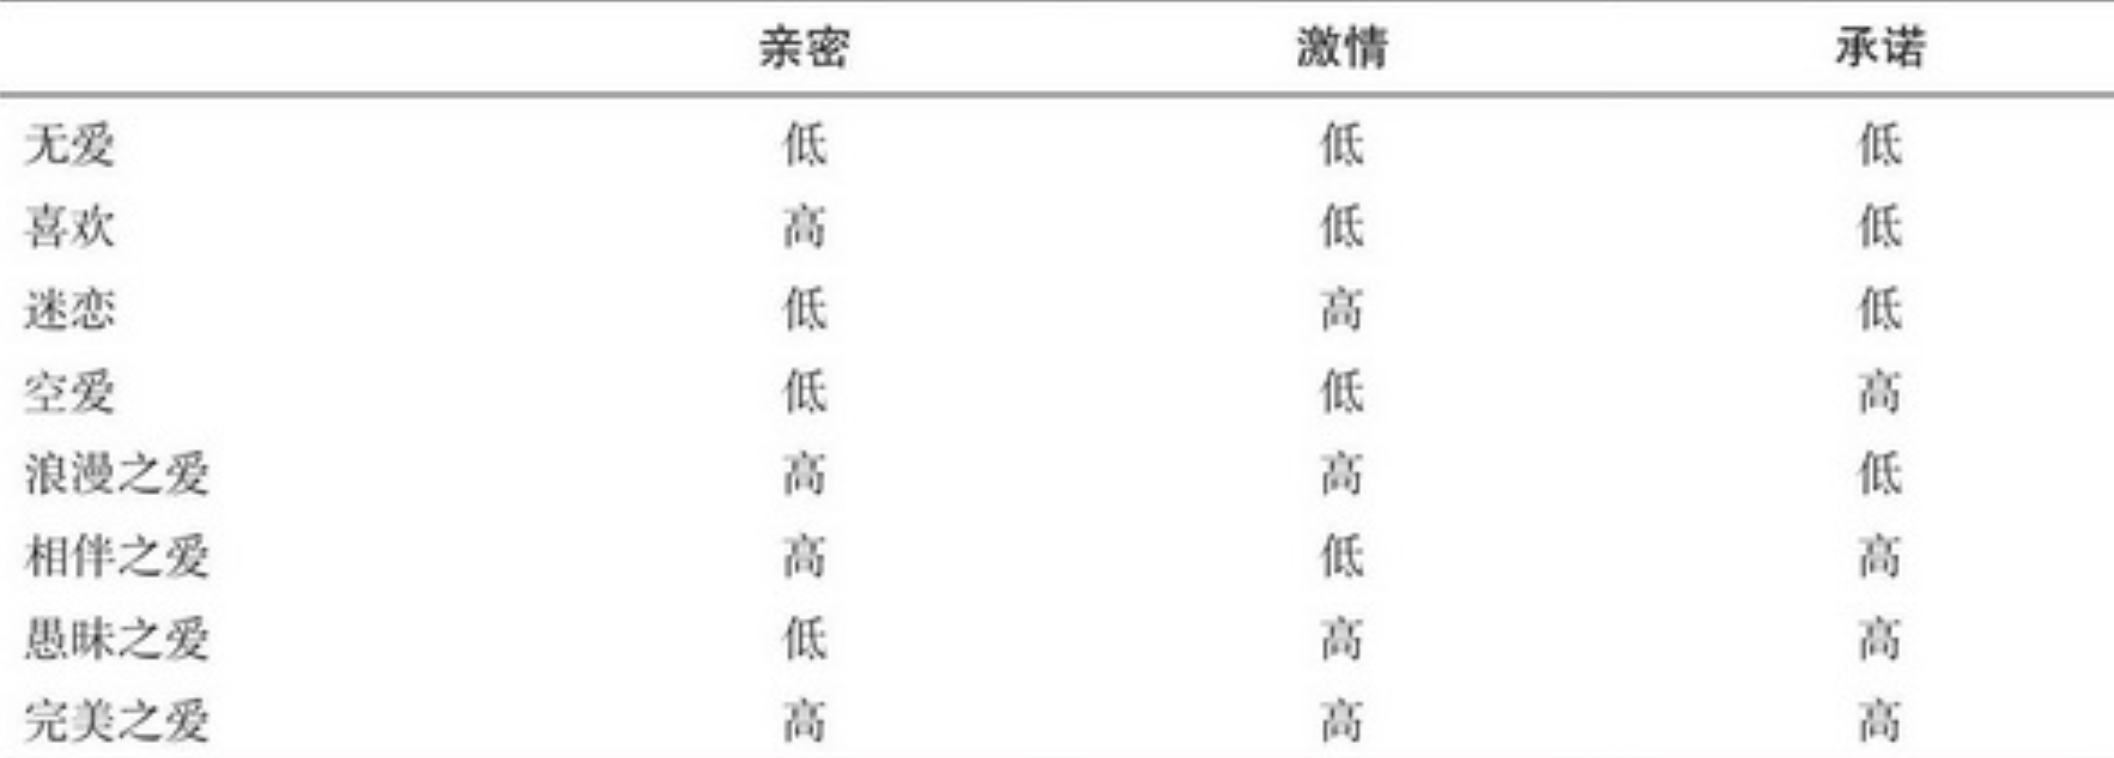 亲密 激情 承诺
无爱 低 低 低
喜欢 高 低 低
迷恋 低 高 低
空爱 低 低 高
浪漫之爱 高 高 低
相伴之爱 高 低 高
愚昧之爱 低 高 高
完美之爱 高 高 高